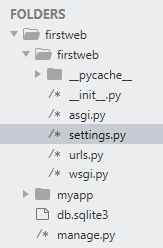 FOLDERS
firstweb
firstweb
__pycache__
/* __init__.py
/* asgi.py
/* settings.py
/* urls.py
/* wsgi.py
myapp
db.sqlite3
/* manage.py